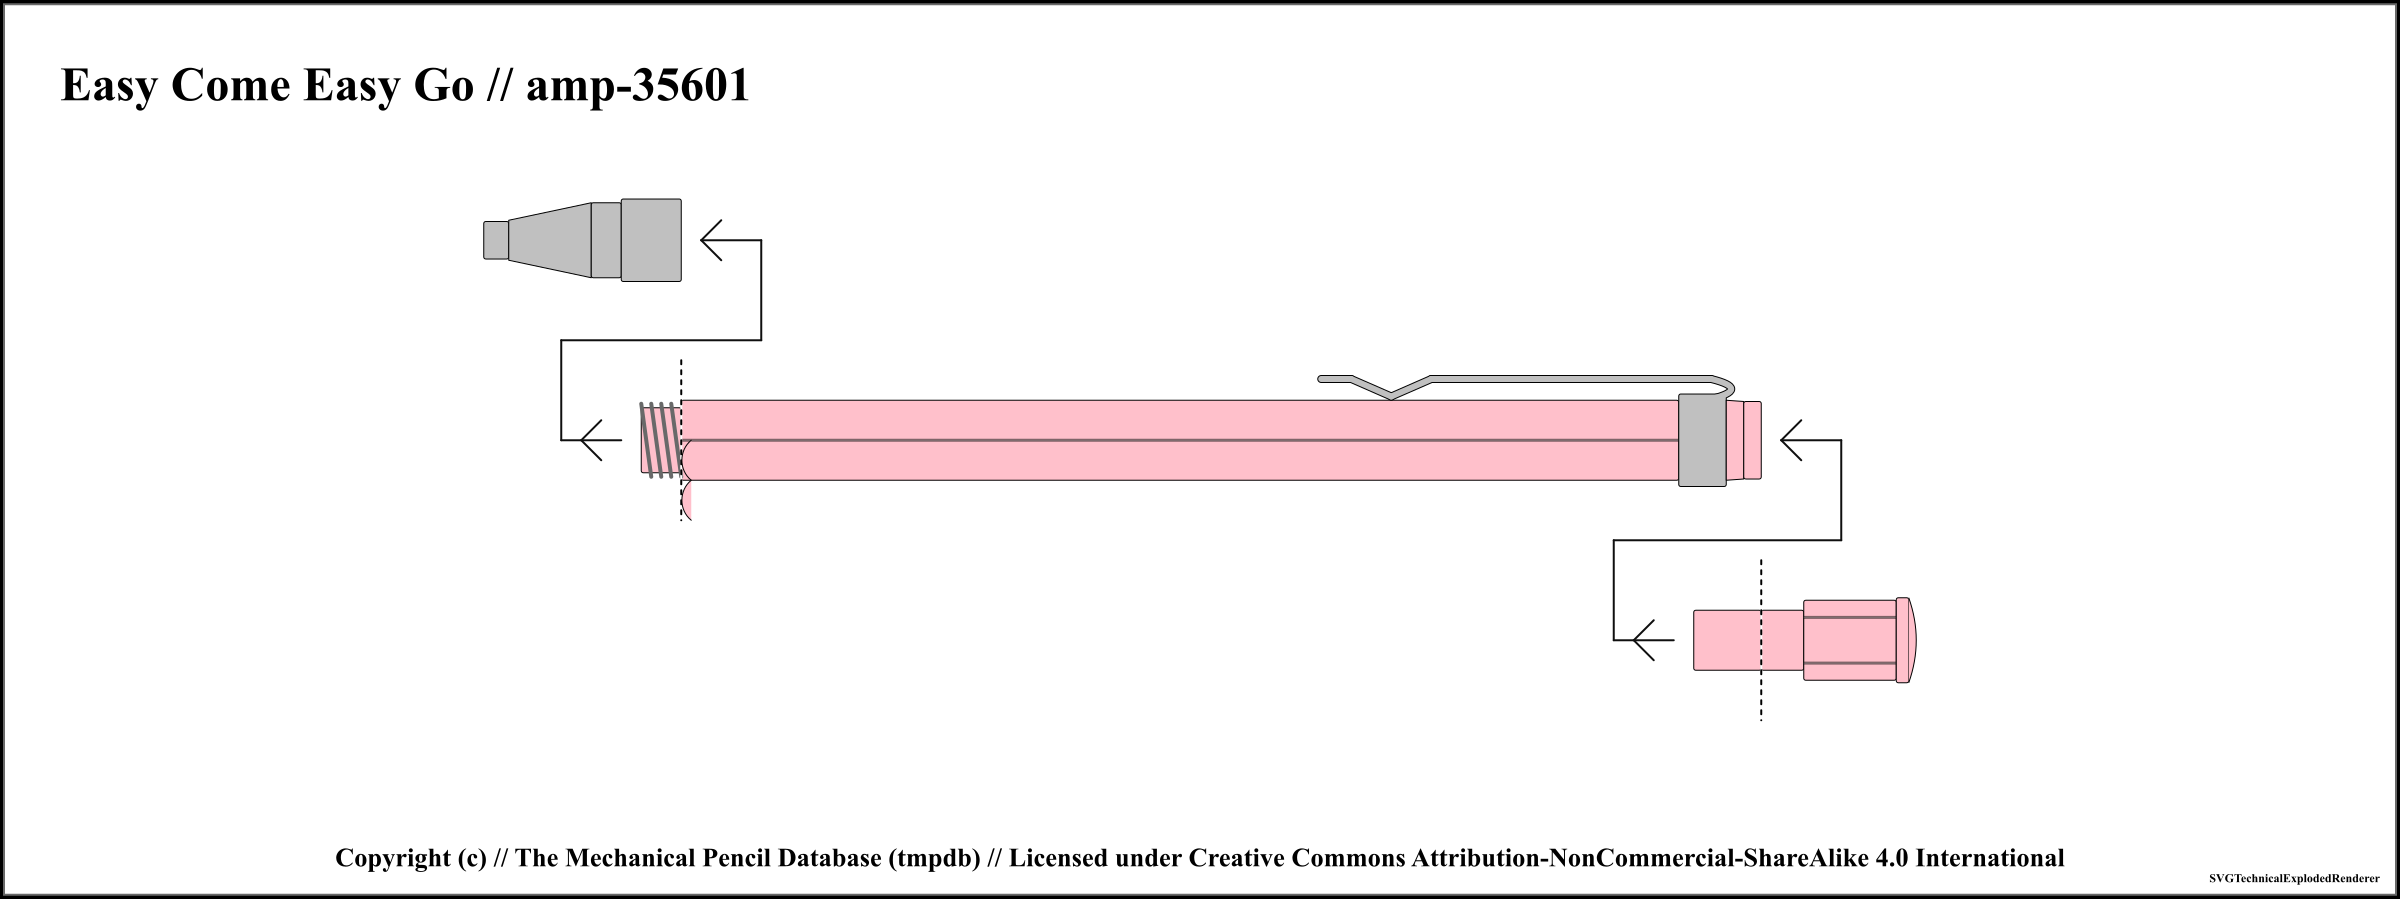 Easy Come Easy Go // amp-35601
Copyright (c) // The Mechanical Pencil Database (tmpdb) // Licensed under Creative Commons Attribution-NonCommercial-ShareAlike 4.0 International
SVGTechnicalExplodedRenderer